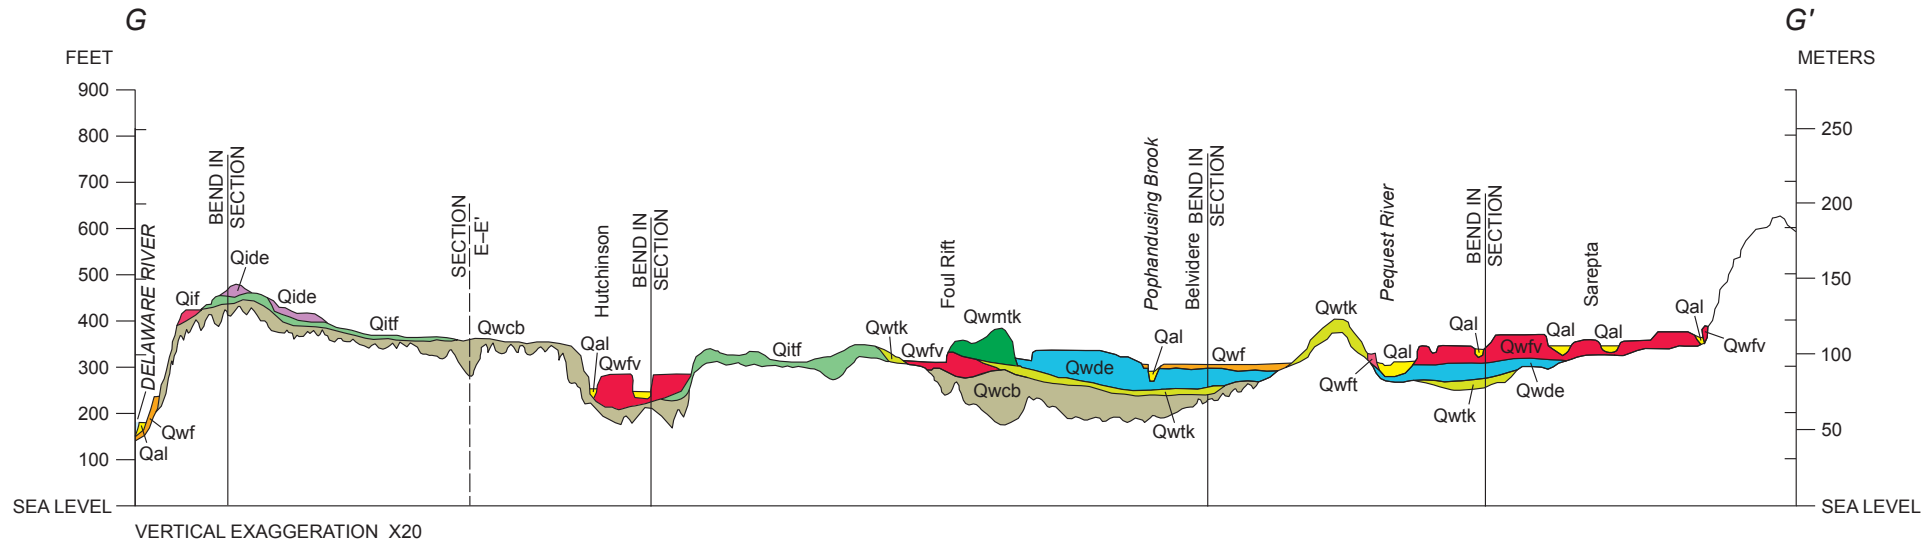 G
G'
FEET
METERS
900
800
700
600
500
400
300
200
100
SEA LEVEL
250
200
150
100
50
SEA LEVEL
DELAWARE RIVER
BEND IN
SECTION
SECTION
E–E'
Hutchinson
BEND IN
SECTION
Foul Rift
Pophandusing Brook
Belvidere
BEND IN
SECTION
Pequest River
BEND IN
SECTION
Sarepta
Qal
Qwf
Qif
Qide
Qide
Qitf
Qwcb
Qal
Qwfv
Qitf
Qwtk
Qwfv
Qwmtk
Qwcb
Qwde
Qal
Qwf
Qwtk
Qwtk
Qwft
Qal
Qal
Qwfv
Qal
Qal
Qwtk
Qwde
Qal
Qwfv
VERTICAL EXAGGERATION X20